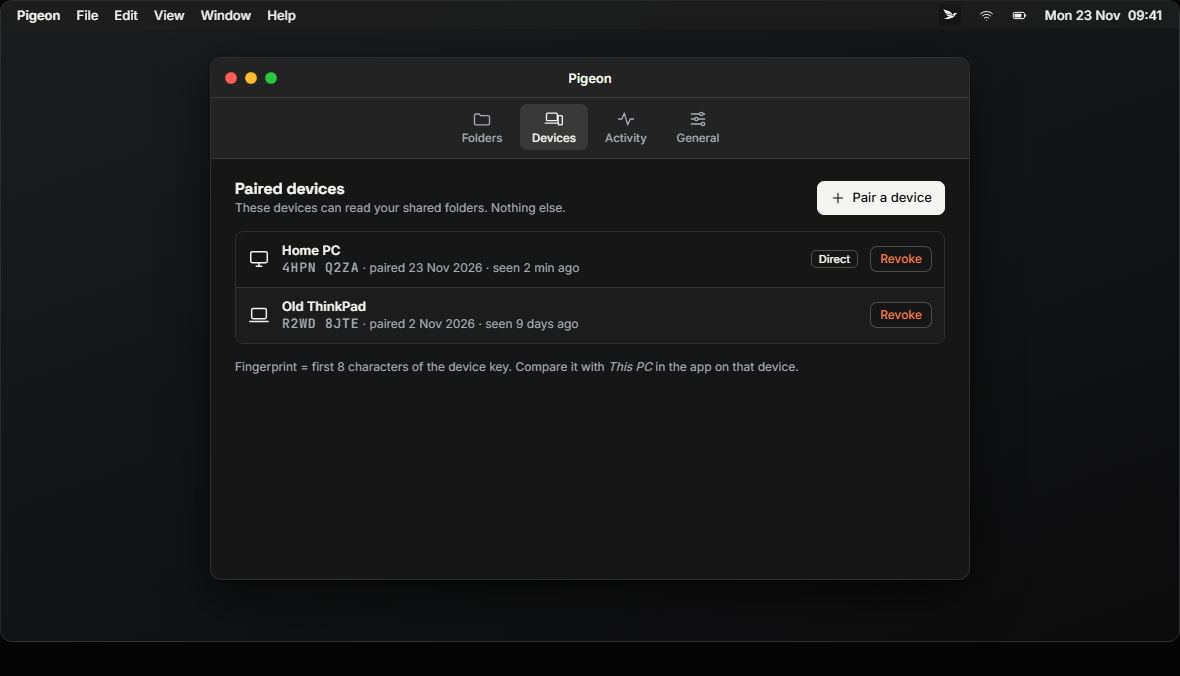 Pigeon File Edit View Window Help Mon 23 Nov 09:41
Pigeon
Folders Devices Activity General
Paired devices
These devices can read your shared folders. Nothing else.
Pair a device
Home PC
4HPN Q2ZA · paired 23 Nov 2026 · seen 2 min ago
Direct Revoke
Old ThinkPad
R2WD 8JTE · paired 2 Nov 2026 · seen 9 days ago
Revoke
Fingerprint = first 8 characters of the device key. Compare it with This PC in the app on that device.